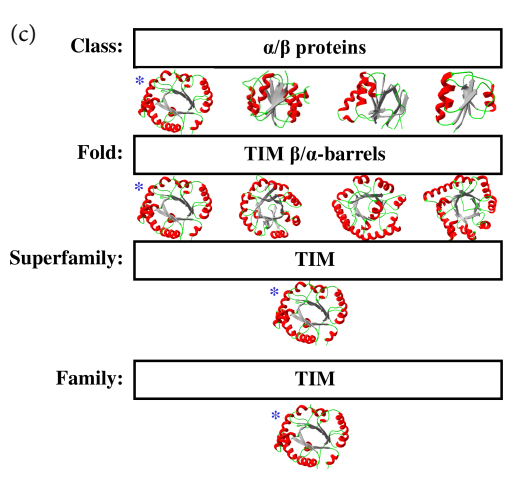 (c)
Class: α/β proteins
*
Fold: TIM β/α-barrels
*
Superfamily: TIM
*
Family: TIM
*